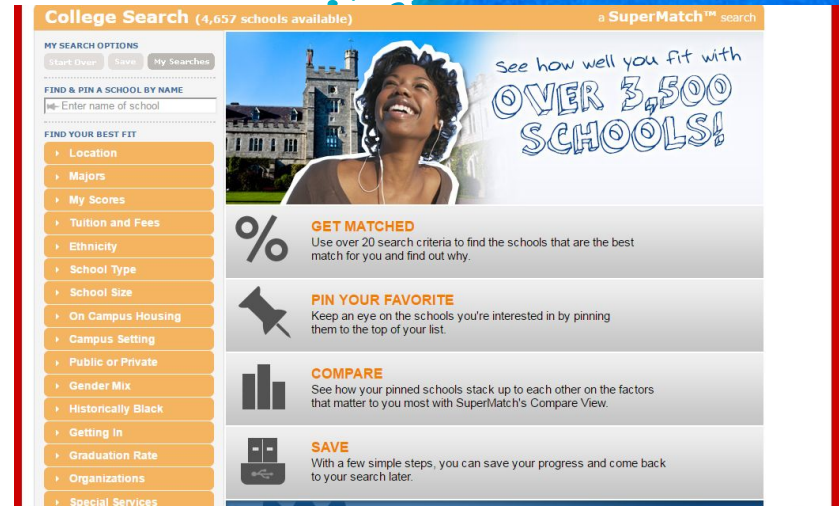 College Search (4,657 schools available)
a SuperMatch™ search
MY SEARCH OPTIONS
Start Over
Save
My Searches
FIND & PIN A SCHOOL BY NAME
Enter name of school
FIND YOUR BEST FIT
Location
Majors
My Scores
Tuition and Fees
Ethnicity
School Type
School Size
On Campus Housing
Campus Setting
Public or Private
Gender Mix
Historically Black
Getting In
Graduation Rate
Organizations
Special Services
See how well you fit with
OVER 3,500
SCHOOLS!
GET MATCHED
Use over 20 search criteria to find the schools that are the best
match for you and find out why.
PIN YOUR FAVORITE
Keep an eye on the schools you're interested in by pinning
them to the top of your list.
COMPARE
See how your pinned schools stack up to each other on the factors
that matter to you most with SuperMatch's Compare View.
SAVE
With a few simple steps, you can save your progress and come back
to your search later.